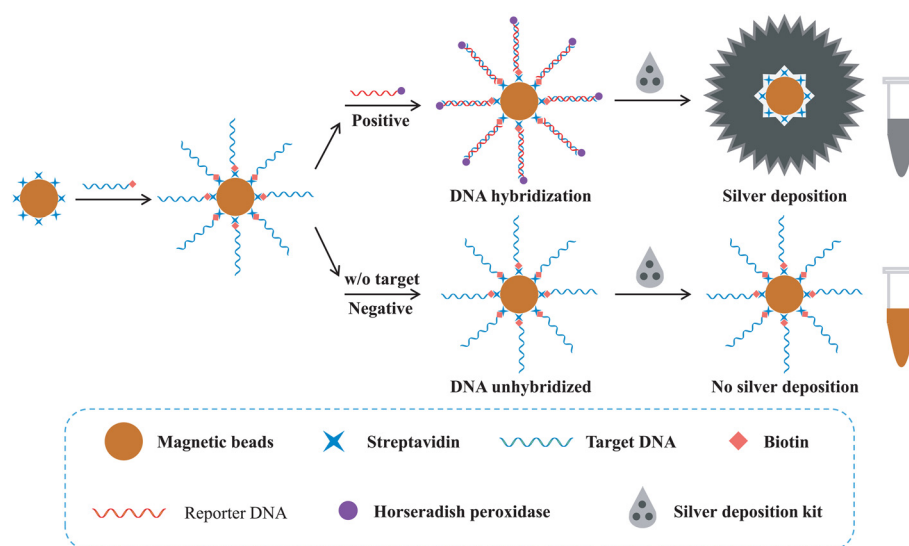 Positive
DNA hybridization
Silver deposition
w/o target
Negative
DNA unhybridized
No silver deposition
Magnetic beads
Streptavidin
Target DNA
Biotin
Reporter DNA
Horseradish peroxidase
Silver deposition kit